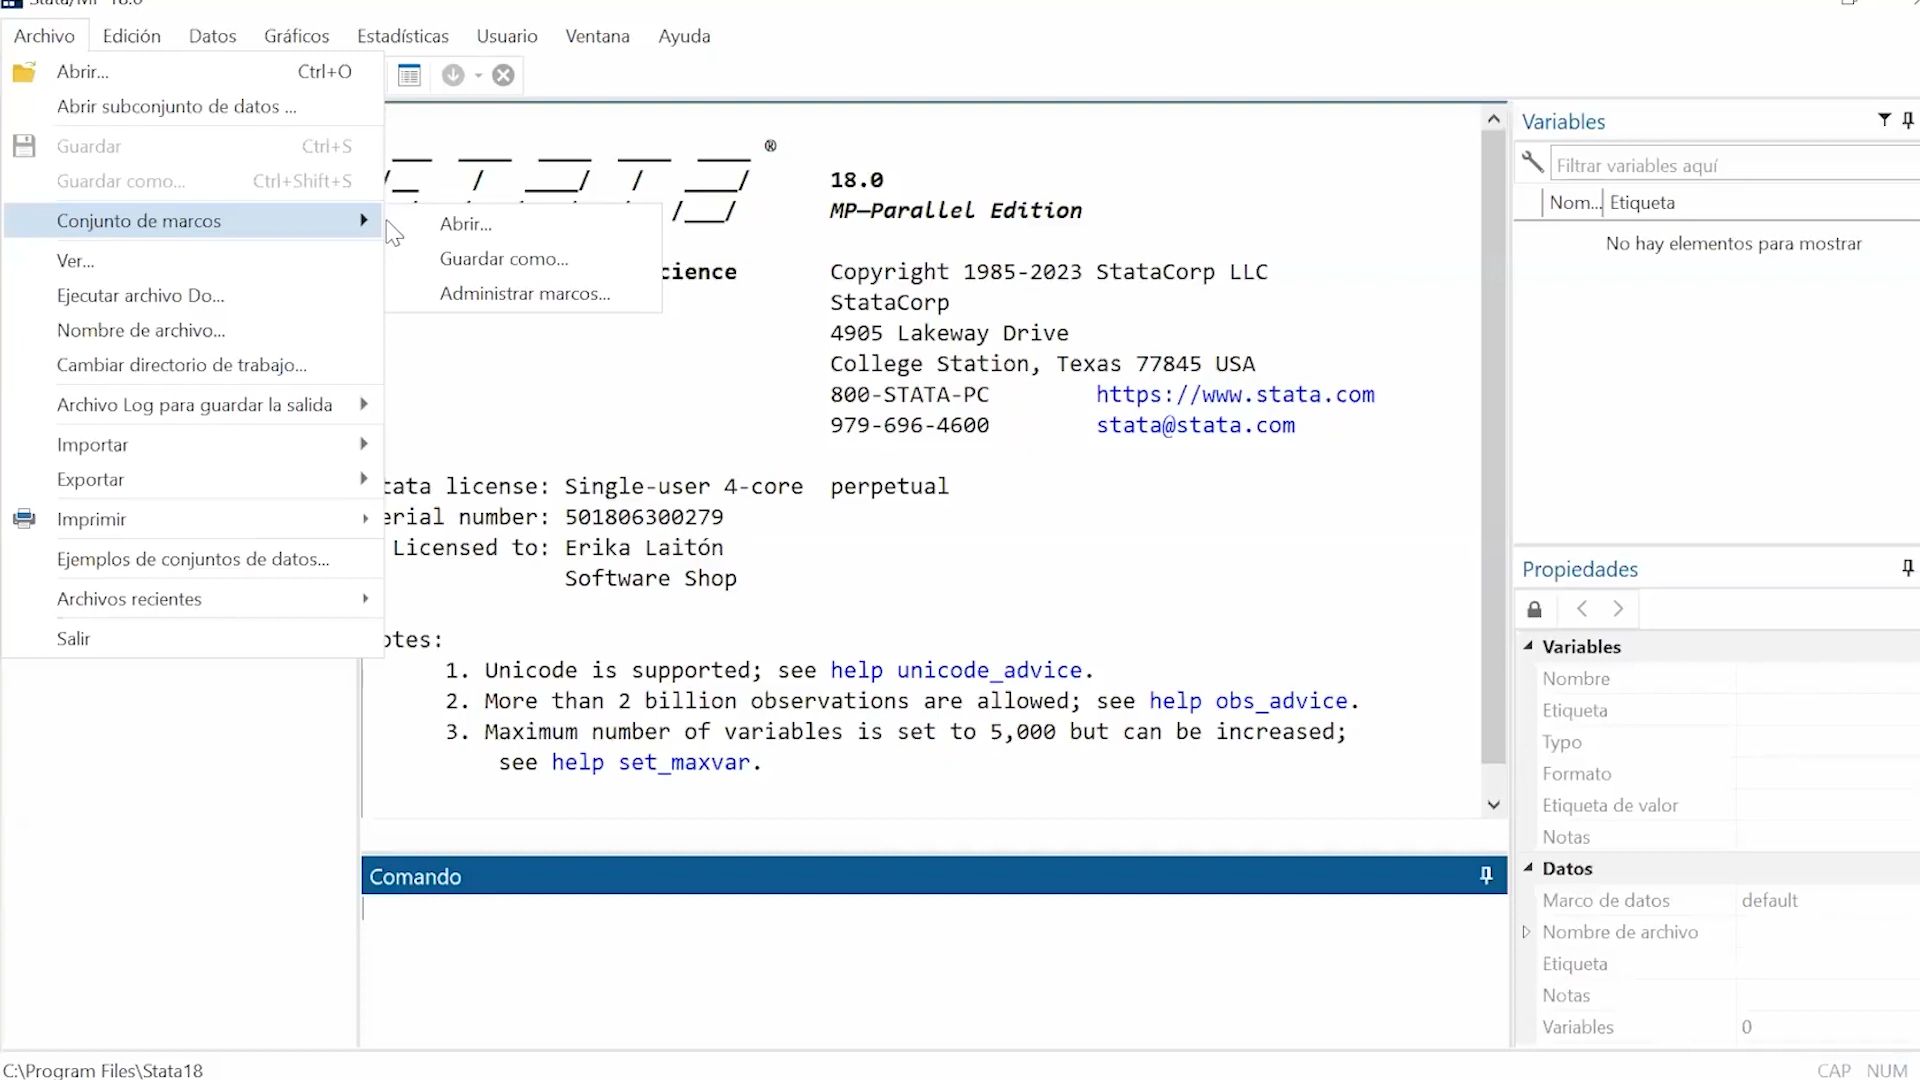 Stata/MP 18.0
Archivo Edición Datos Gráficos Estadísticas Usuario Ventana Ayuda
Abrir... Ctrl+O
Abrir subconjunto de datos ...
Guardar Ctrl+S
Guardar como... Ctrl+Shift+S
Conjunto de marcos
Ver...
Ejecutar archivo Do...
Nombre de archivo...
Cambiar directorio de trabajo...
Archivo Log para guardar la salida
Importar
Exportar
Imprimir
Ejemplos de conjuntos de datos...
Archivos recientes
Salir
Abrir...
Guardar como...
Administrar marcos...
®
18.0
MP—Parallel Edition
Copyright 1985-2023 StataCorp LLC
StataCorp
4905 Lakeway Drive
College Station, Texas 77845 USA
800-STATA-PC https://www.stata.com
979-696-4600 stata@stata.com
license: Single-user 4-core perpetual
number: 501806300279
Licensed to: Erika Laitón
Software Shop
1. Unicode is supported; see help unicode_advice.
2. More than 2 billion observations are allowed; see help obs_advice.
3. Maximum number of variables is set to 5,000 but can be increased;
see help set_maxvar.
Comando
Variables
Filtrar variables aquí
Nom... Etiqueta
No hay elementos para mostrar
Propiedades
Variables
Nombre
Etiqueta
Typo
Formato
Etiqueta de valor
Notas
Datos
Marco de datos default
Nombre de archivo
Etiqueta
Notas
Variables 0
C:\Program Files\Stata18
CAP NUM